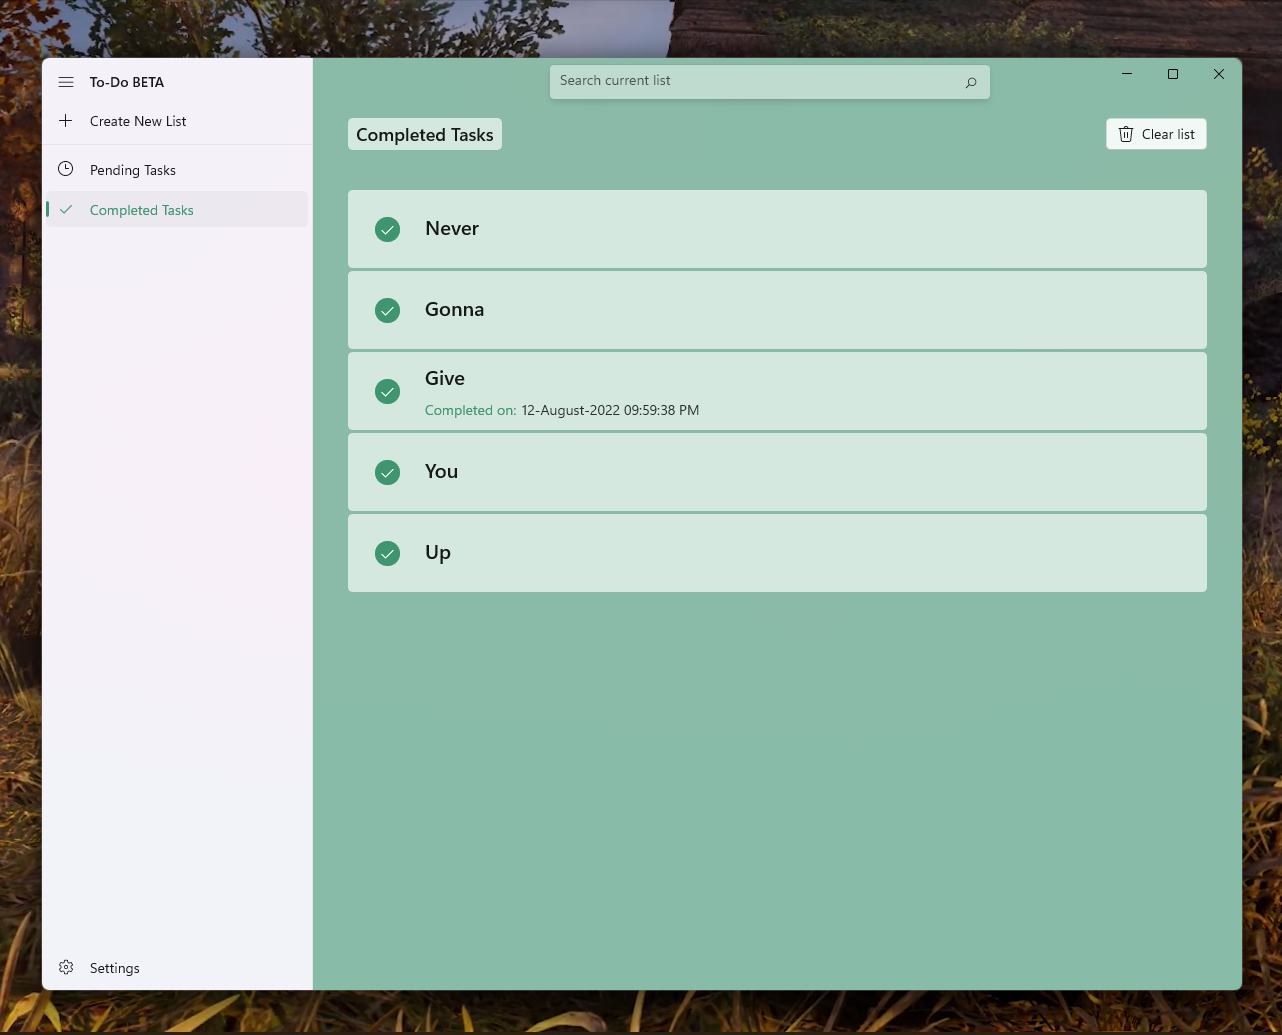 To-Do BETA
Search current list
Create New List
Completed Tasks
Clear list
Pending Tasks
Completed Tasks
Never
Gonna
Give
Completed on: 12-August-2022 09:59:38 PM
You
Up
Settings